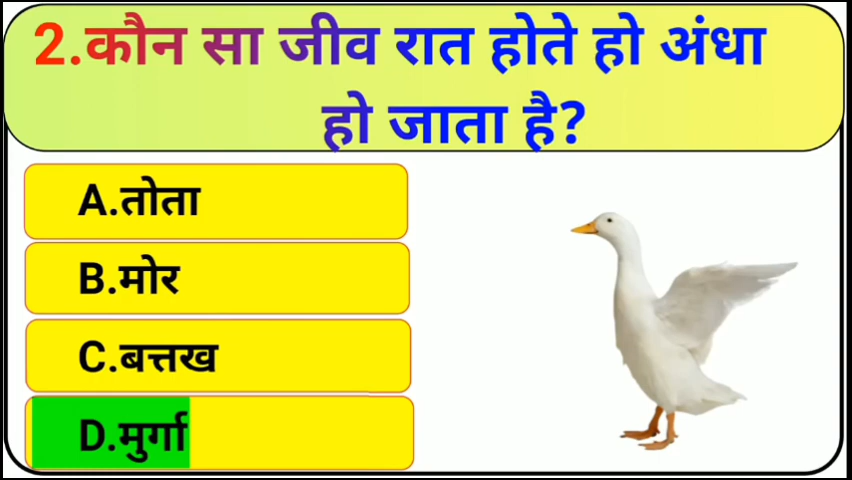 2.कौन सा जीव रात होते हो अंधा
हो जाता है?
A.तोता
B.मोर
C.बत्तख
D.मुर्गा